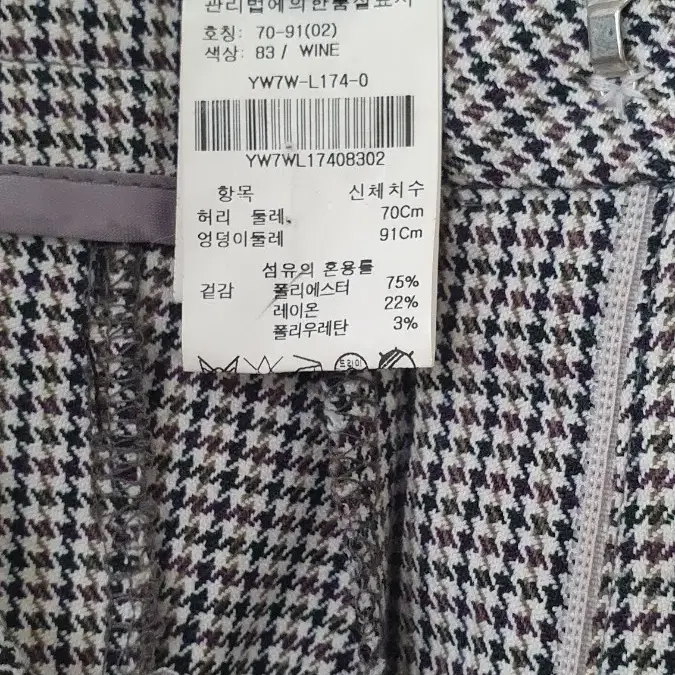 관리법에의한품질표시
호칭: 70-91(02)
색상: 83 / WINE
YW7W-L174-0
YW7WL17408302
항목 신체치수
허리 둘레 70Cm
엉덩이둘레 91Cm
섬유의 혼용률
겉감 폴리에스터 75%
레이온 22%
폴리우레탄 3%
드라이